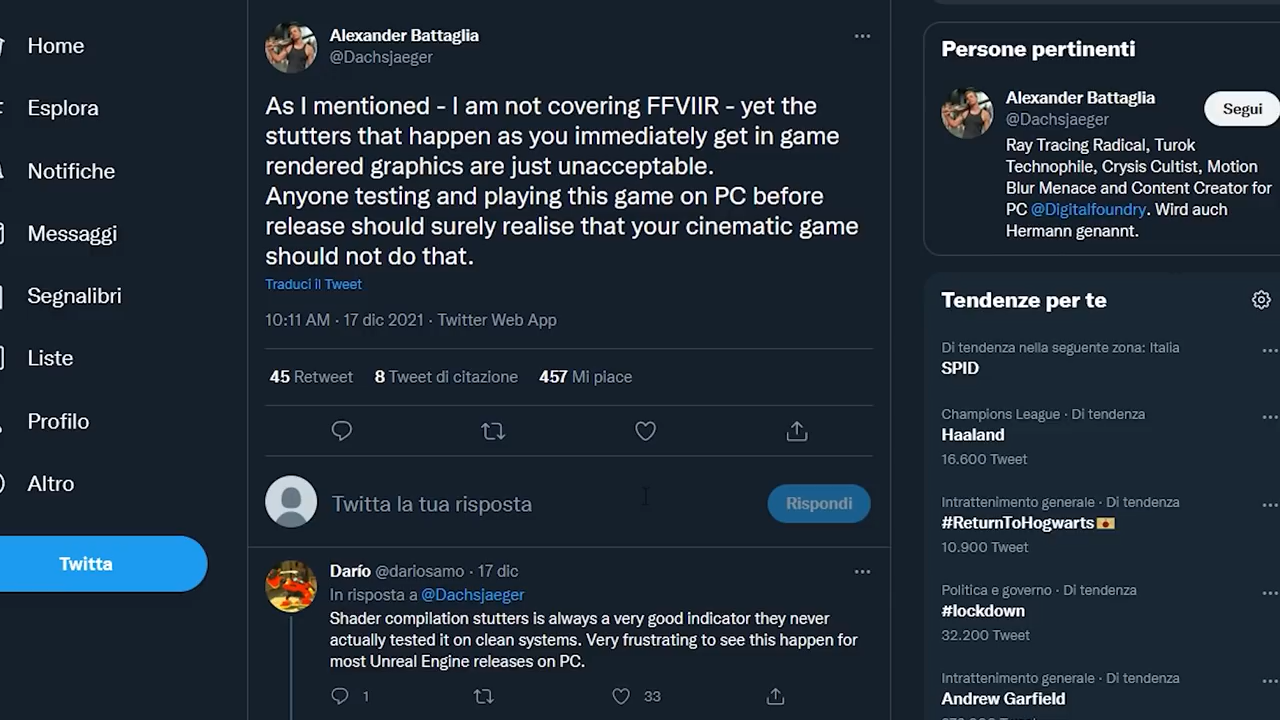 Home
Esplora
Notifiche
Messaggi
Segnalibri
Liste
Profilo
Altro
Twitta
Alexander Battaglia
@Dachsjaeger
As I mentioned - I am not covering FFVIIR - yet the
stutters that happen as you immediately get in game
rendered graphics are just unacceptable.
Anyone testing and playing this game on PC before
release should surely realise that your cinematic game
should not do that.
Traduci il Tweet
10:11 AM · 17 dic 2021 · Twitter Web App
45 Retweet 8 Tweet di citazione 457 Mi piace
Twitta la tua risposta
Rispondi
Darío @dariosamo · 17 dic
In risposta a @Dachsjaeger
Shader compilation stutters is always a very good indicator they never
actually tested it on clean systems. Very frustrating to see this happen for
most Unreal Engine releases on PC.
1 33
Persone pertinenti
Alexander Battaglia
@Dachsjaeger
Segui
Ray Tracing Radical, Turok
Technophile, Crysis Cultist, Motion
Blur Menace and Content Creator for
PC @Digitalfoundry. Wird auch
Hermann genannt.
Tendenze per te
Di tendenza nella seguente zona: Italia
SPID
Champions League · Di tendenza
Haaland
16.600 Tweet
Intrattenimento generale · Di tendenza
#ReturnToHogwarts
10.900 Tweet
Politica e governo · Di tendenza
#lockdown
32.200 Tweet
Intrattenimento generale · Di tendenza
Andrew Garfield